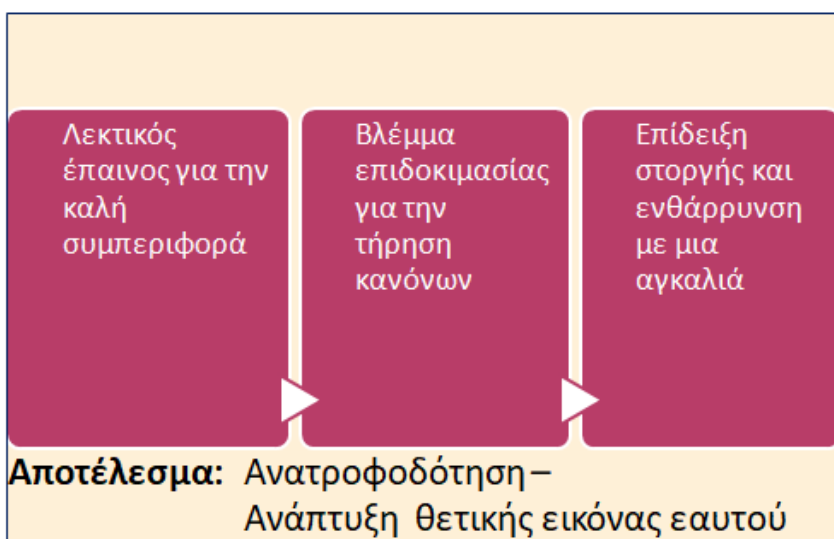 Λεκτικός
έπαινος για την
καλή
συμπεριφορά
Βλέμμα
επιδοκιμασίας
για την
τήρηση
κανόνων
Επίδειξη
στοργής και
ενθάρρυνση
με μια
αγκαλιά
Αποτέλεσμα: Ανατροφοδότηση –
Ανάπτυξη θετικής εικόνας εαυτού